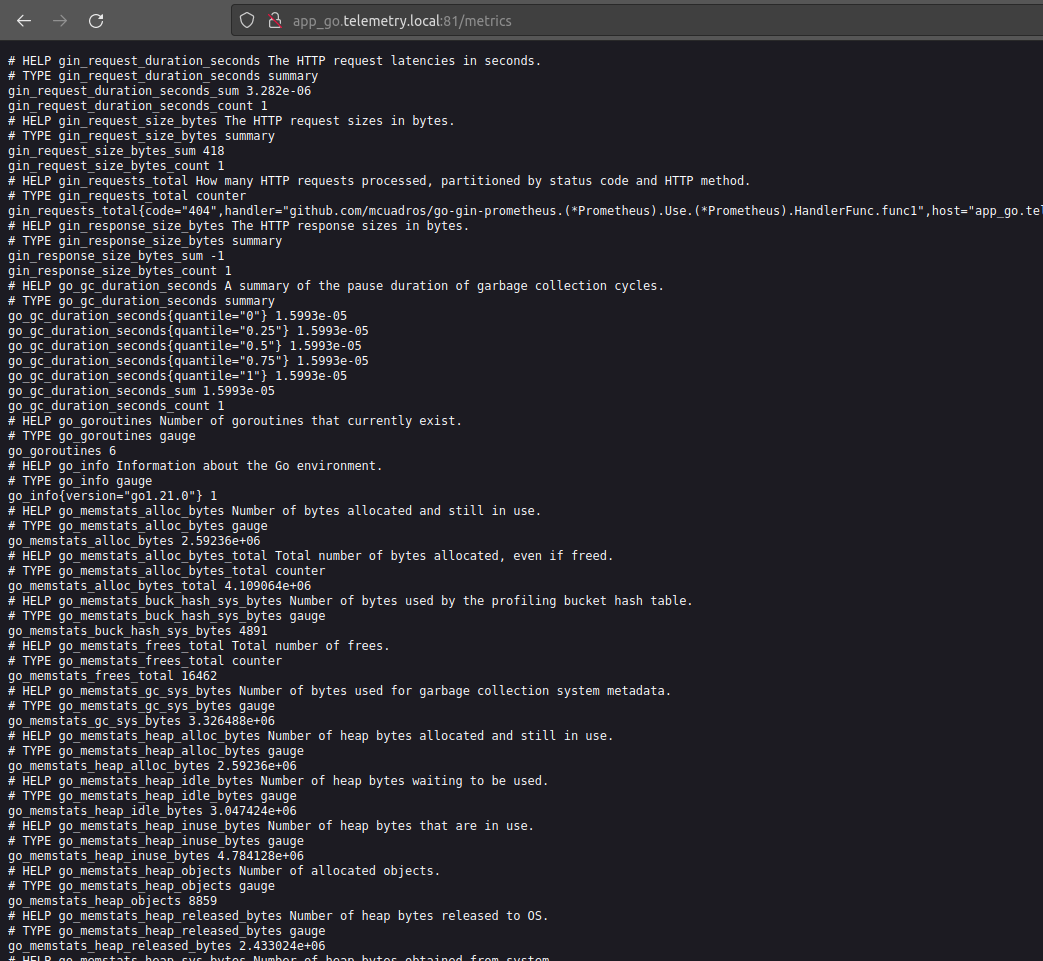 app_go.telemetry.local:81/metrics
# HELP gin_request_duration_seconds The HTTP request latencies in seconds.
# TYPE gin_request_duration_seconds summary
gin_request_duration_seconds_sum 3.282e-06
gin_request_duration_seconds_count 1
# HELP gin_request_size_bytes The HTTP request sizes in bytes.
# TYPE gin_request_size_bytes summary
gin_request_size_bytes_sum 418
gin_request_size_bytes_count 1
# HELP gin_requests_total How many HTTP requests processed, partitioned by status code and HTTP method.
# TYPE gin_requests_total counter
gin_requests_total{code="404",handler="github.com/mcuadros/go-gin-prometheus.(*Prometheus).Use.(*Prometheus).HandlerFunc.func1",host="app_go.tel
# HELP gin_response_size_bytes The HTTP response sizes in bytes.
# TYPE gin_response_size_bytes summary
gin_response_size_bytes_sum -1
gin_response_size_bytes_count 1
# HELP go_gc_duration_seconds A summary of the pause duration of garbage collection cycles.
# TYPE go_gc_duration_seconds summary
go_gc_duration_seconds{quantile="0"} 1.5993e-05
go_gc_duration_seconds{quantile="0.25"} 1.5993e-05
go_gc_duration_seconds{quantile="0.5"} 1.5993e-05
go_gc_duration_seconds{quantile="0.75"} 1.5993e-05
go_gc_duration_seconds{quantile="1"} 1.5993e-05
go_gc_duration_seconds_sum 1.5993e-05
go_gc_duration_seconds_count 1
# HELP go_goroutines Number of goroutines that currently exist.
# TYPE go_goroutines gauge
go_goroutines 6
# HELP go_info Information about the Go environment.
# TYPE go_info gauge
go_info{version="go1.21.0"} 1
# HELP go_memstats_alloc_bytes Number of bytes allocated and still in use.
# TYPE go_memstats_alloc_bytes gauge
go_memstats_alloc_bytes 2.59236e+06
# HELP go_memstats_alloc_bytes_total Total number of bytes allocated, even if freed.
# TYPE go_memstats_alloc_bytes_total counter
go_memstats_alloc_bytes_total 4.109064e+06
# HELP go_memstats_buck_hash_sys_bytes Number of bytes used by the profiling bucket hash table.
# TYPE go_memstats_buck_hash_sys_bytes gauge
go_memstats_buck_hash_sys_bytes 4891
# HELP go_memstats_frees_total Total number of frees.
# TYPE go_memstats_frees_total counter
go_memstats_frees_total 16462
# HELP go_memstats_gc_sys_bytes Number of bytes used for garbage collection system metadata.
# TYPE go_memstats_gc_sys_bytes gauge
go_memstats_gc_sys_bytes 3.326488e+06
# HELP go_memstats_heap_alloc_bytes Number of heap bytes allocated and still in use.
# TYPE go_memstats_heap_alloc_bytes gauge
go_memstats_heap_alloc_bytes 2.59236e+06
# HELP go_memstats_heap_idle_bytes Number of heap bytes waiting to be used.
# TYPE go_memstats_heap_idle_bytes gauge
go_memstats_heap_idle_bytes 3.047424e+06
# HELP go_memstats_heap_inuse_bytes Number of heap bytes that are in use.
# TYPE go_memstats_heap_inuse_bytes gauge
go_memstats_heap_inuse_bytes 4.784128e+06
# HELP go_memstats_heap_objects Number of allocated objects.
# TYPE go_memstats_heap_objects gauge
go_memstats_heap_objects 8859
# HELP go_memstats_heap_released_bytes Number of heap bytes released to OS.
# TYPE go_memstats_heap_released_bytes gauge
go_memstats_heap_released_bytes 2.433024e+06
# HELP go_memstats_heap_sys_bytes Number of heap bytes obtained from system.